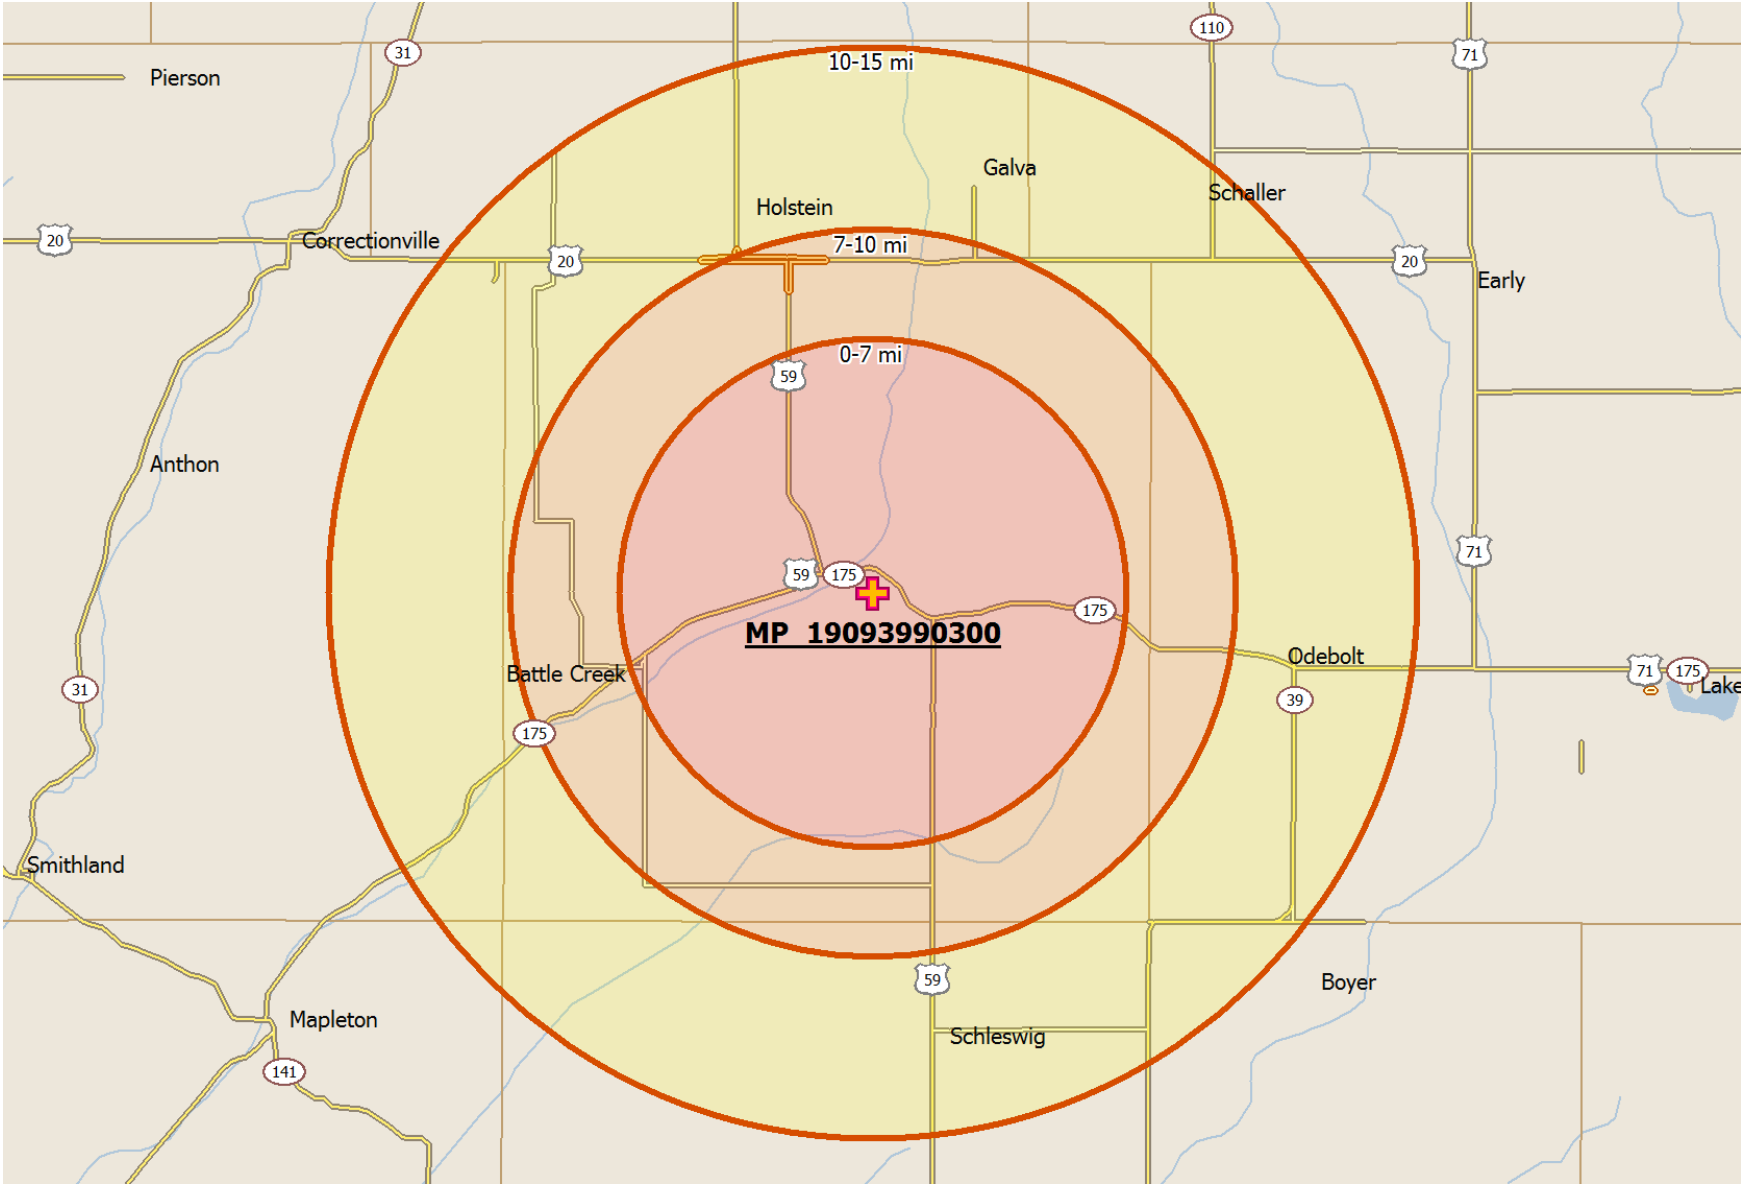 110
31
71
10-15 mi
Pierson
Galva
Schaller
Holstein
20
Correctionville
7-10 mi
20
20
Early
0-7 mi
59
Anthon
71
59
175
175
MP_19093990300
Odebolt
Battle Creek
71
175
Lake
31
39
175
Smithland
59
Boyer
Mapleton
Schleswig
141